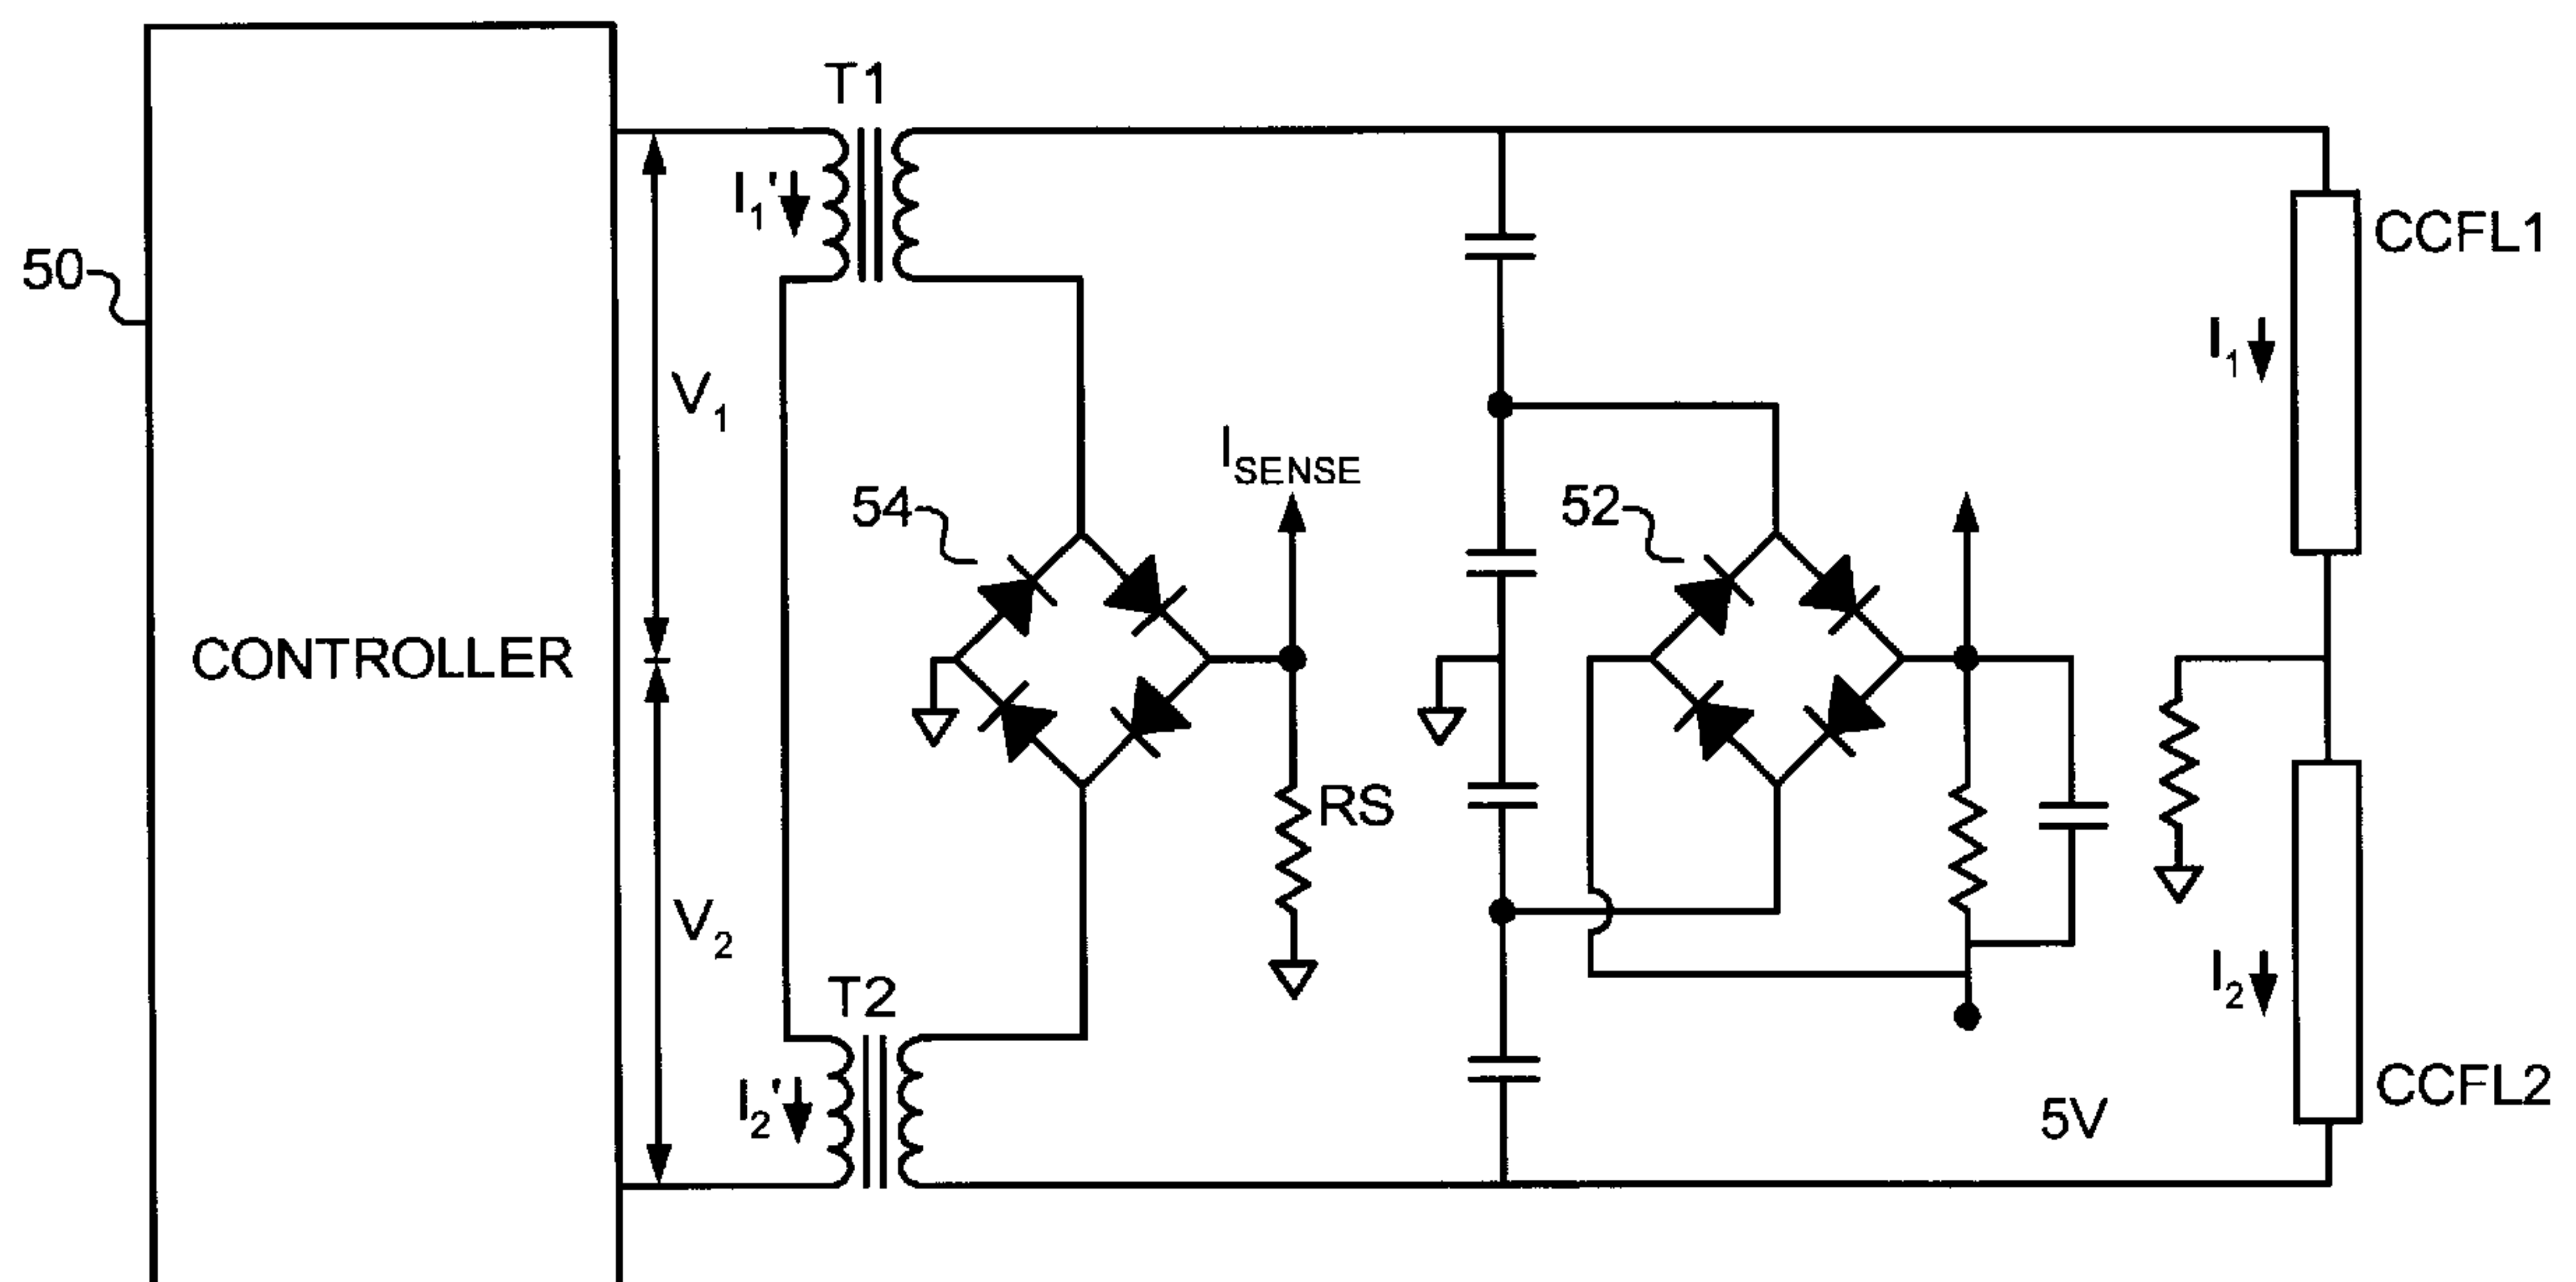 T1
I1'
50
CCFL1
I1
V1
ISENSE
54
52
CONTROLLER
RS
V2
T2
I2
I2'
5V
CCFL2